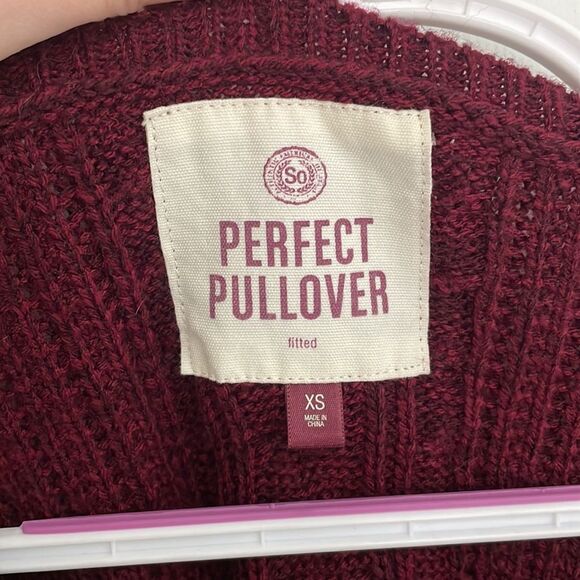 So
PERFECT
PULLOVER
fitted
XS
MADE IN
CHINA